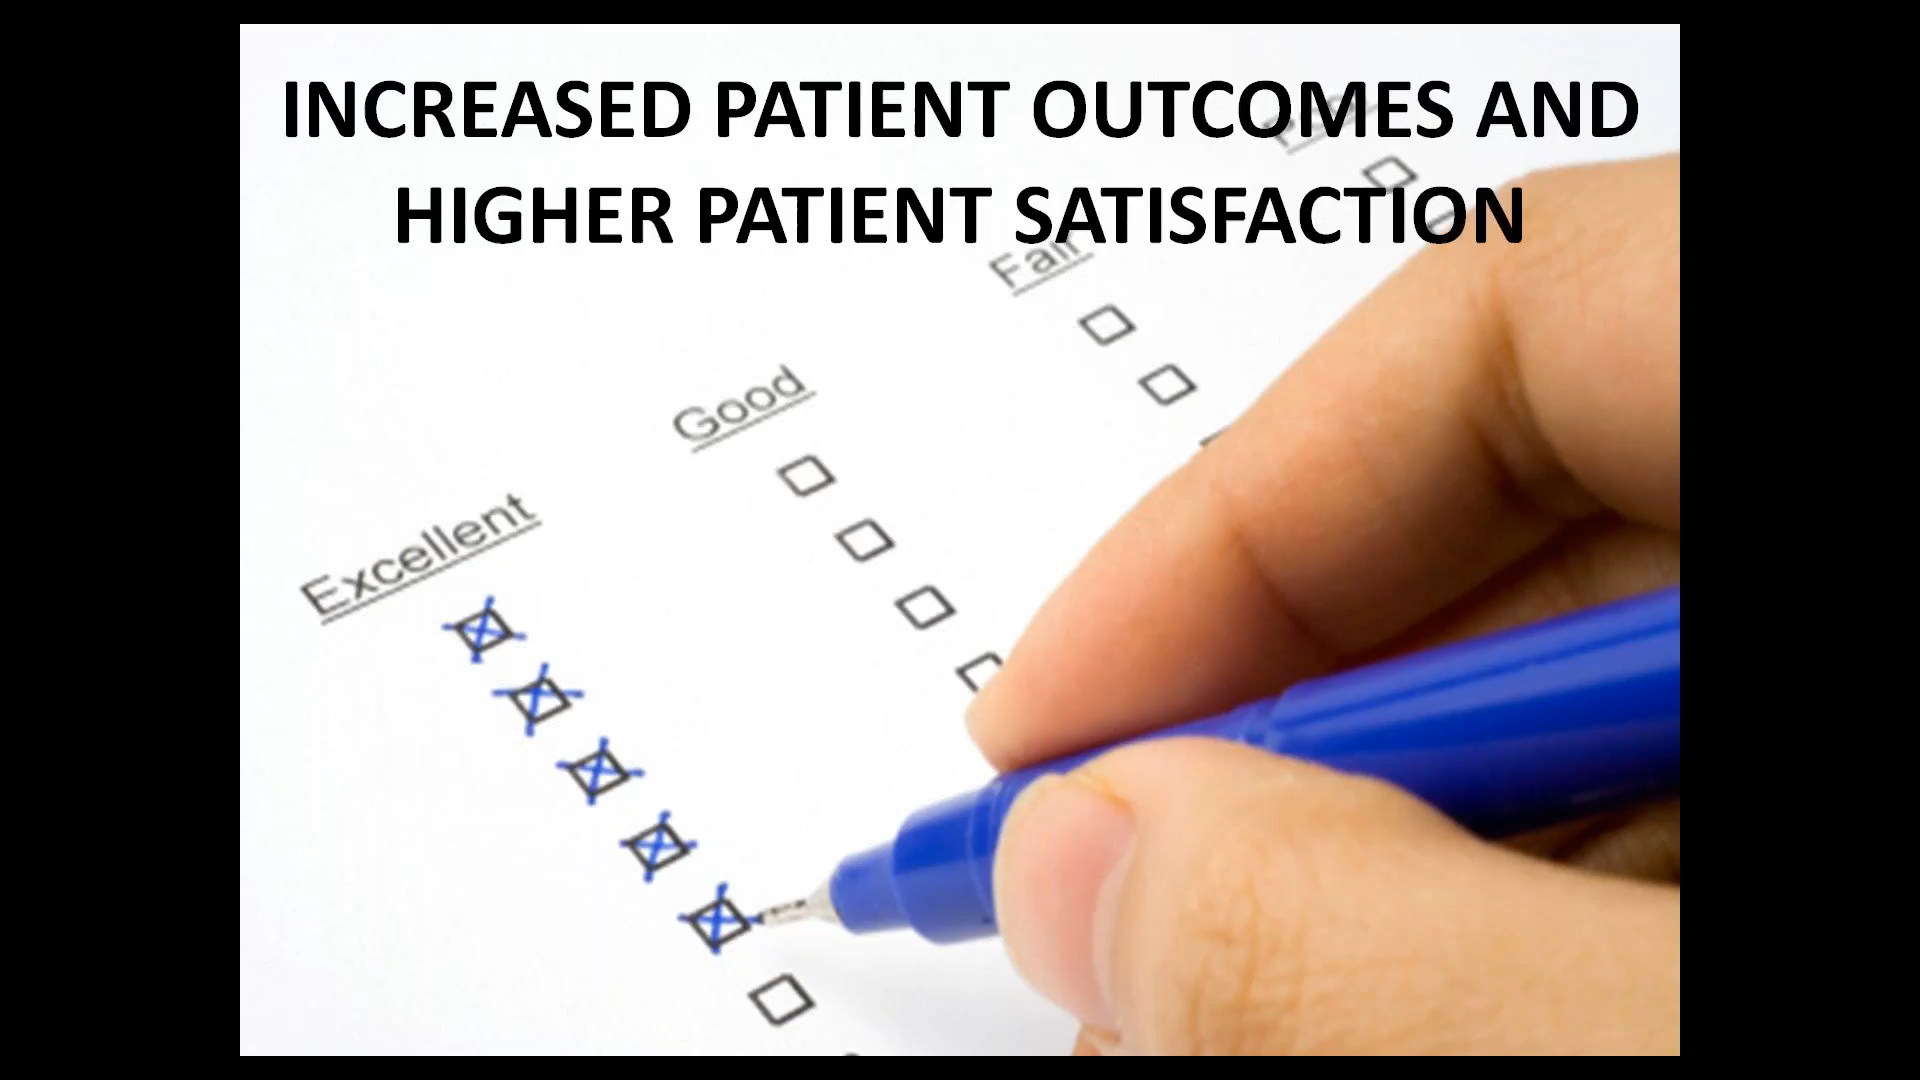 INCREASED PATIENT OUTCOMES AND
HIGHER PATIENT SATISFACTION
Fair
Good
Excellent